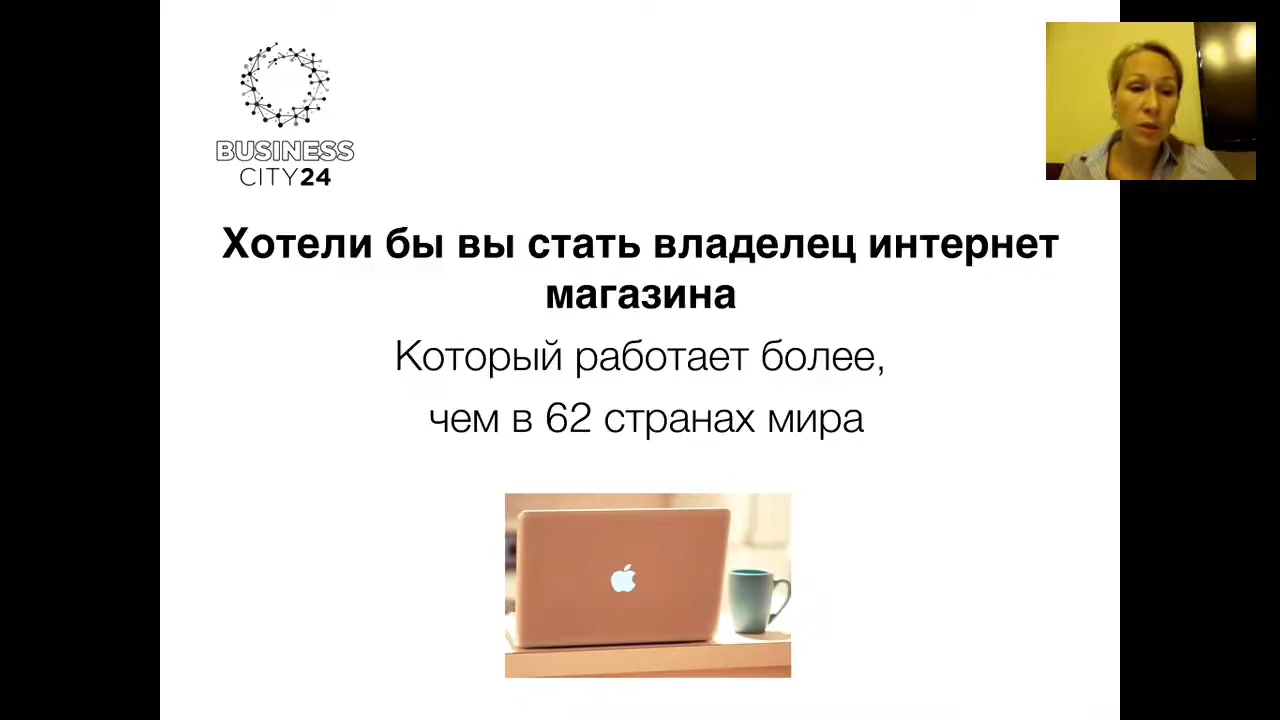 BUSINESS
CITY24
Хотели бы вы стать владелец интернет
магазина
Который работает более,
чем в 62 странах мира